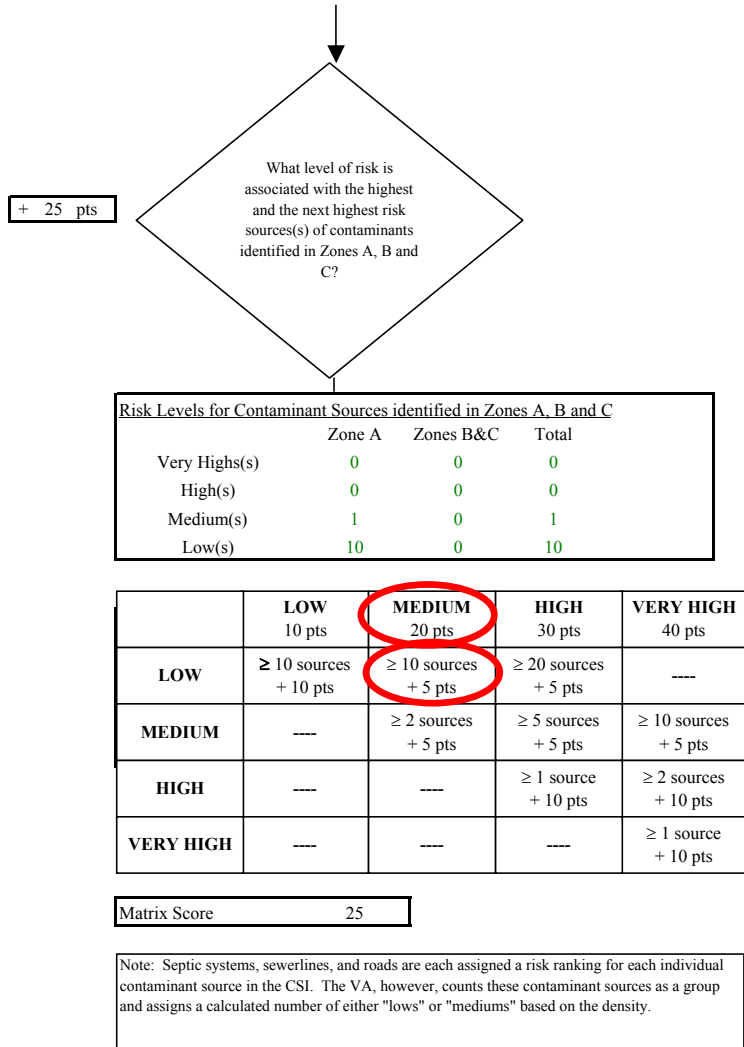 What level of risk is
associated with the highest
and the next highest risk
sources(s) of contaminants
identified in Zones A, B and
C?
+ 25 pts
Risk Levels for Contaminant Sources identified in Zones A, B and C
Zone A Zones B&C Total
Very Highs(s) 0 0 0
High(s) 0 0 0
Medium(s) 1 0 1
Low(s) 10 0 10
LOW MEDIUM HIGH VERY HIGH
10 pts 20 pts 30 pts 40 pts
LOW ≥ 10 sources ≥ 10 sources ≥ 20 sources ----
+ 10 pts + 5 pts + 5 pts
MEDIUM ---- ≥ 2 sources ≥ 5 sources ≥ 10 sources
+ 5 pts + 5 pts + 5 pts
HIGH ---- ---- ≥ 1 source ≥ 2 sources
+ 10 pts + 10 pts
VERY HIGH ---- ---- ---- ≥ 1 source
+ 10 pts
Matrix Score 25
Note: Septic systems, sewerlines, and roads are each assigned a risk ranking for each individual
contaminant source in the CSI. The VA, however, counts these contaminant sources as a group
and assigns a calculated number of either "lows" or "mediums" based on the density.